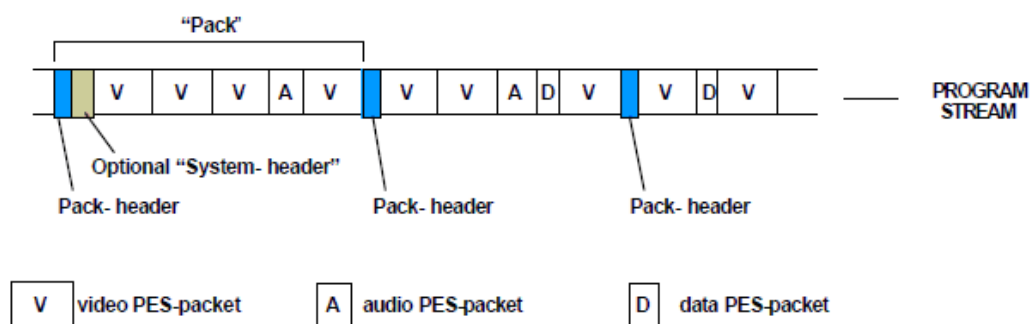 “Pack”
V V V A V V V A D V V D V
PROGRAM
STREAM
Optional “System- header”
Pack- header Pack- header Pack- header
V video PES-packet A audio PES-packet D data PES-packet